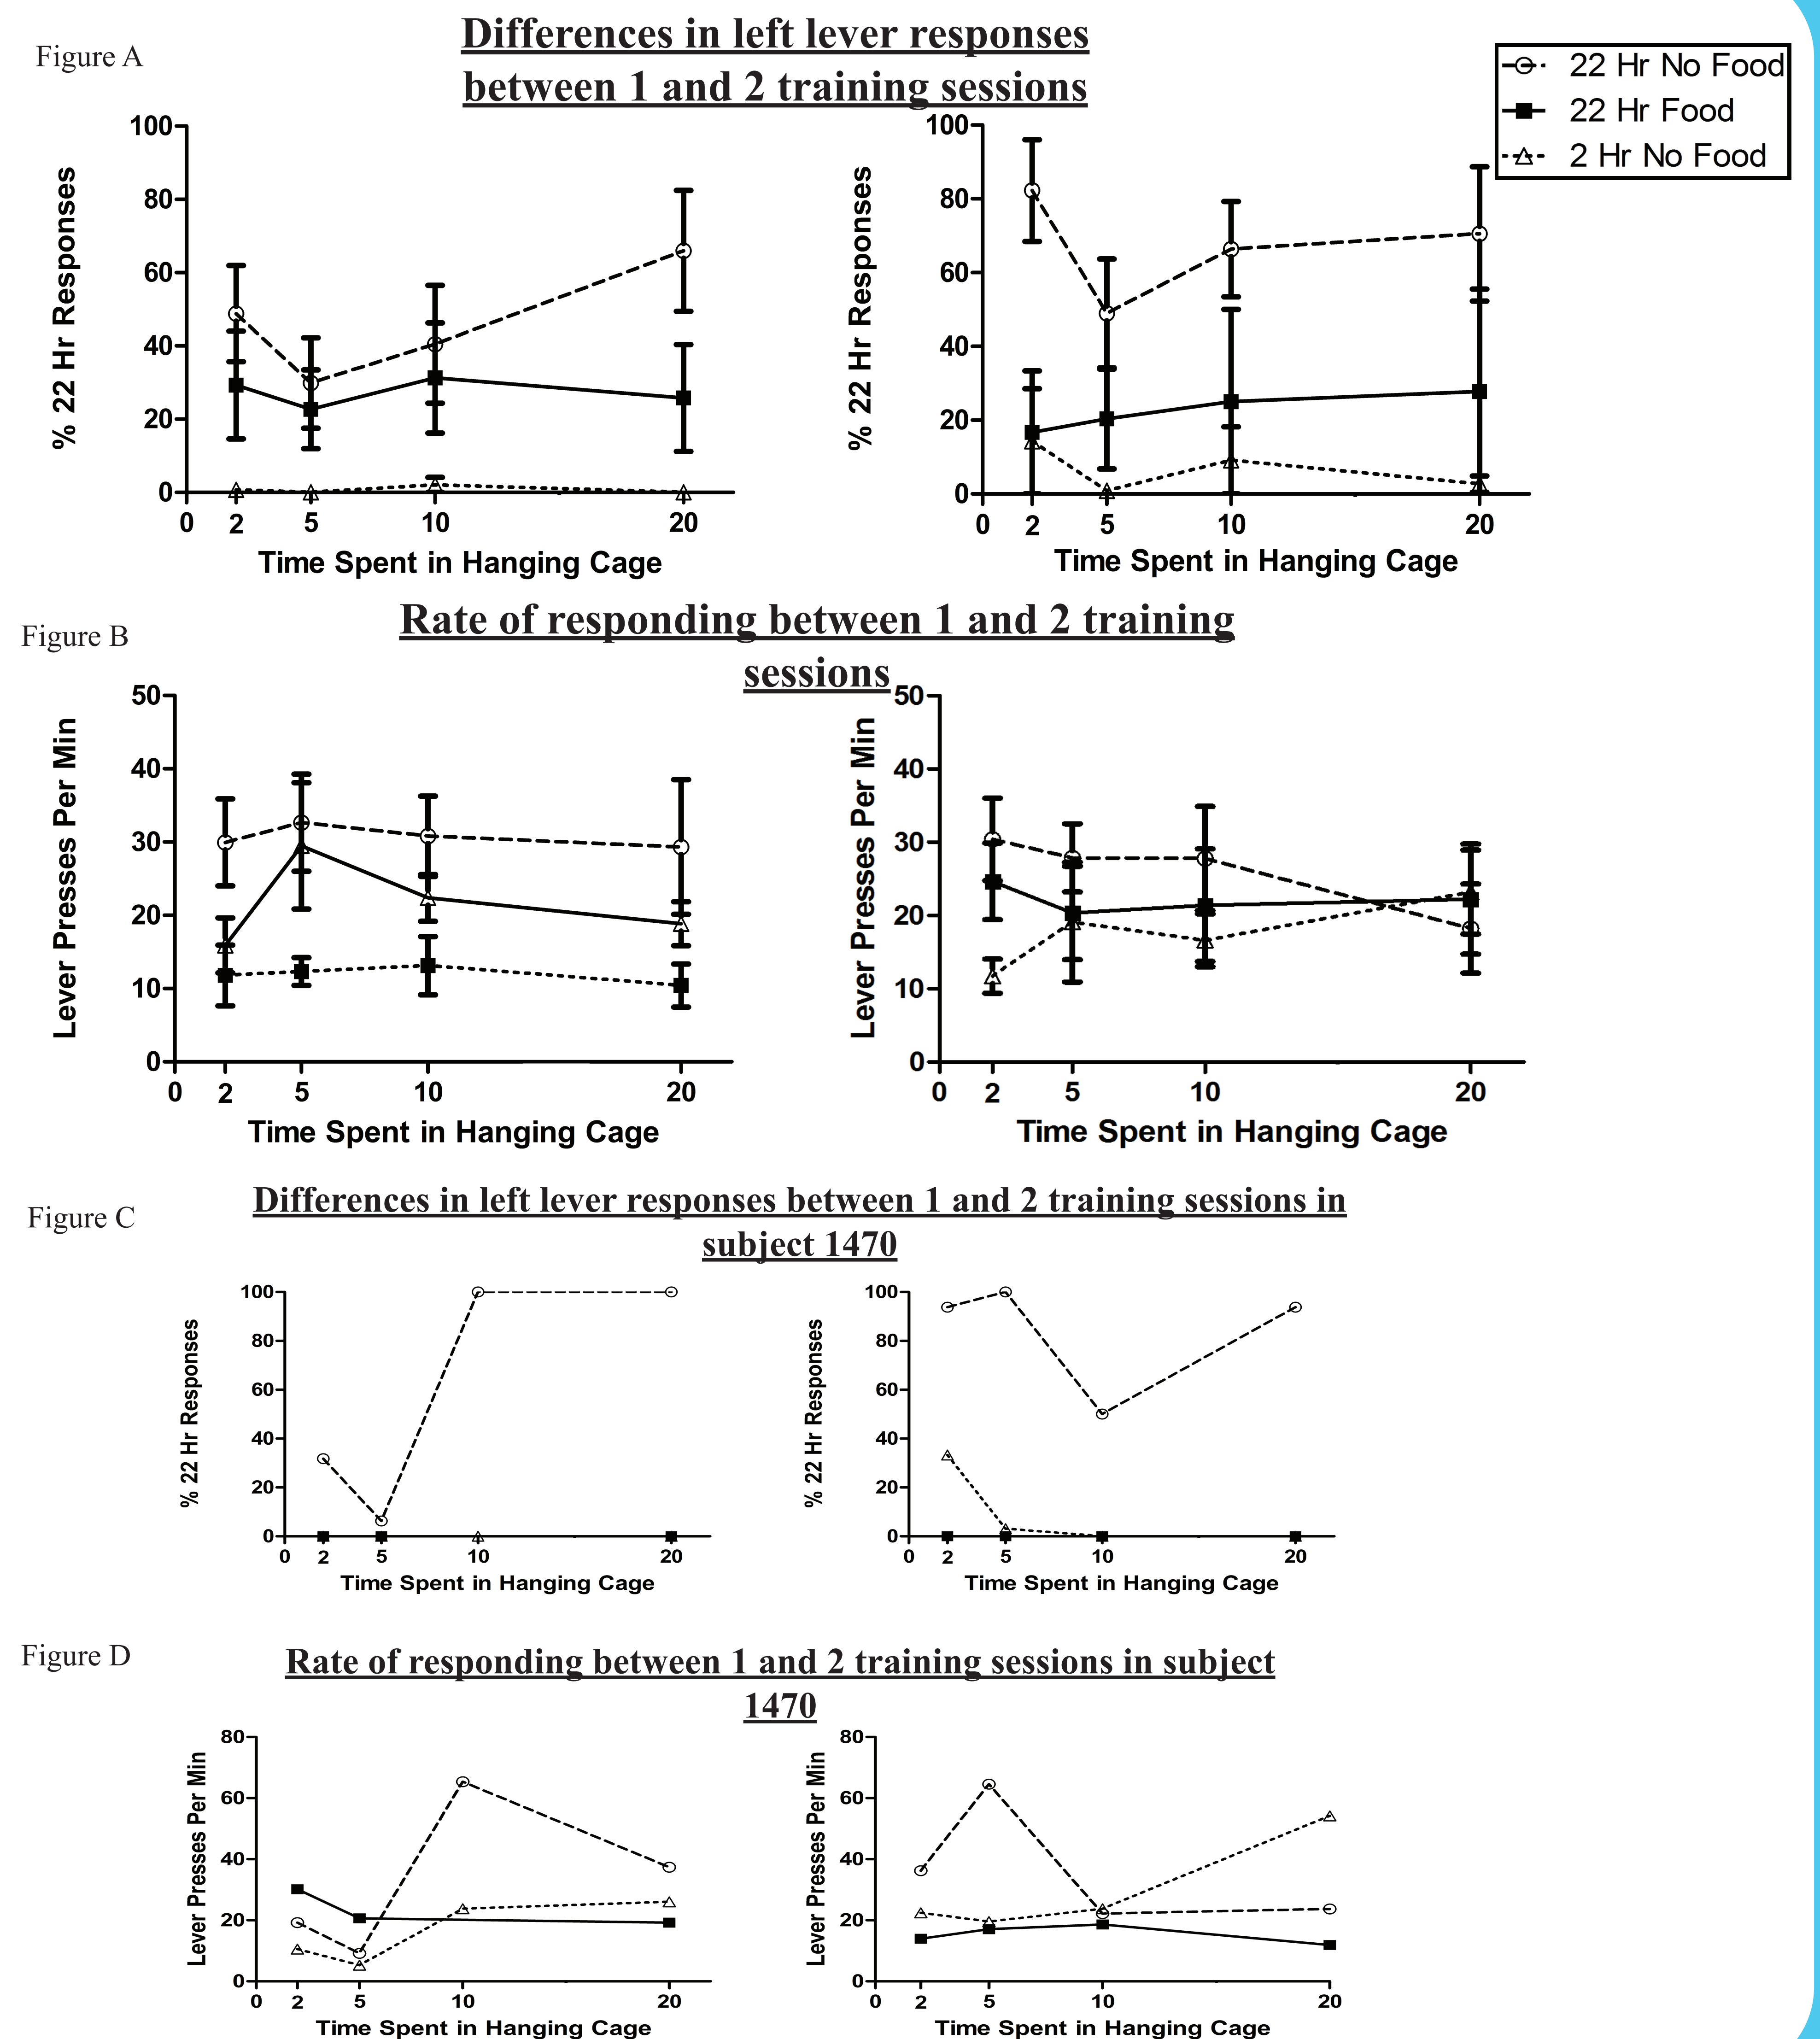 Figure A
Differences in left lever responses
between 1 and 2 training sessions
22 Hr No Food
22 Hr Food
2 Hr No Food
% 22 Hr Responses
100
80
60
40
20
0
0 2 5 10 20
Time Spent in Hanging Cage
% 22 Hr Responses
100
80
60
40
20
0
0 2 5 10 20
Time Spent in Hanging Cage
Figure B
Rate of responding between 1 and 2 training
sessions
Lever Presses Per Min
50
40
30
20
10
0
0 2 5 10 20
Time Spent in Hanging Cage
Lever Presses Per Min
50
40
30
20
10
0
0 2 5 10 20
Time Spent in Hanging Cage
Figure C
Differences in left lever responses between 1 and 2 training sessions in
subject 1470
% 22 Hr Responses
100
80
60
40
20
0
0 2 5 10 20
Time Spent in Hanging Cage
% 22 Hr Responses
100
80
60
40
20
0
0 2 5 10 20
Time Spent in Hanging Cage
Figure D
Rate of responding between 1 and 2 training sessions in subject
1470
Lever Presses Per Min
80
60
40
20
0
0 2 5 10 20
Time Spent in Hanging Cage
Lever Presses Per Min
80
60
40
20
0
0 2 5 10 20
Time Spent in Hanging Cage